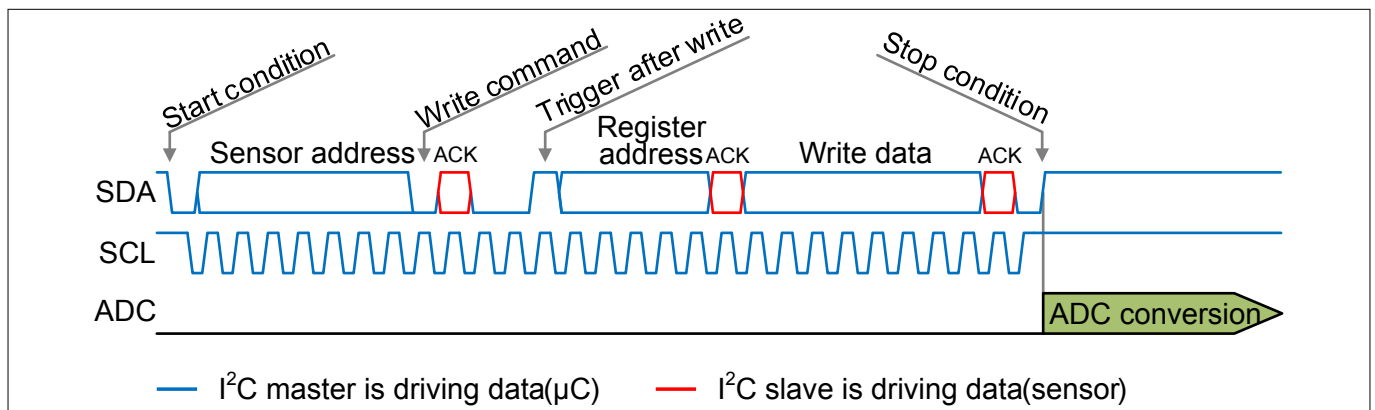 Start condition
Write command
Trigger after write
Stop condition
Sensor address
ACK
Register
address
ACK
Write data
ACK
SDA
SCL
ADC
ADC conversion
I²C master is driving data(µC)
I²C slave is driving data(sensor)